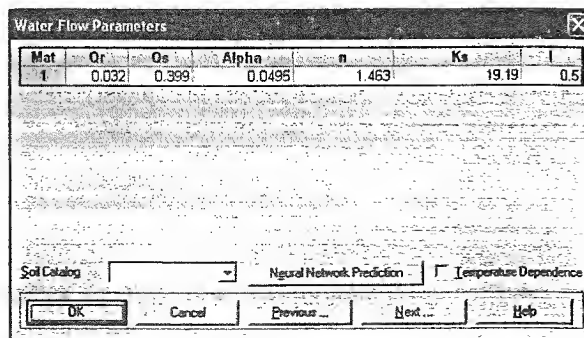 Water Flow Parameters
Mat Qr Qs Alpha n Ks l
1 0.032 0.399 0.0495 1.463 19.19 0.5
Soil Catalog Neural Network Prediction Temperature Dependence
OK Cancel Previous ... Next ... Help